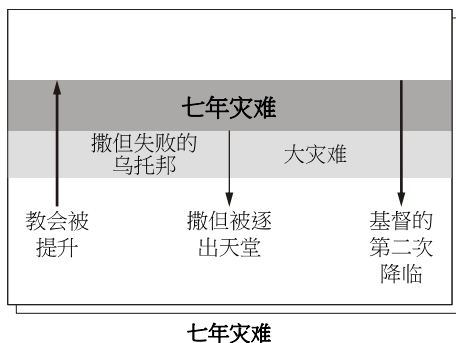 七年灾难
撒但失败的
乌托邦
大灾难
教会被
提升
撒但被逐
出天堂
基督的
第二次
降临
七年灾难